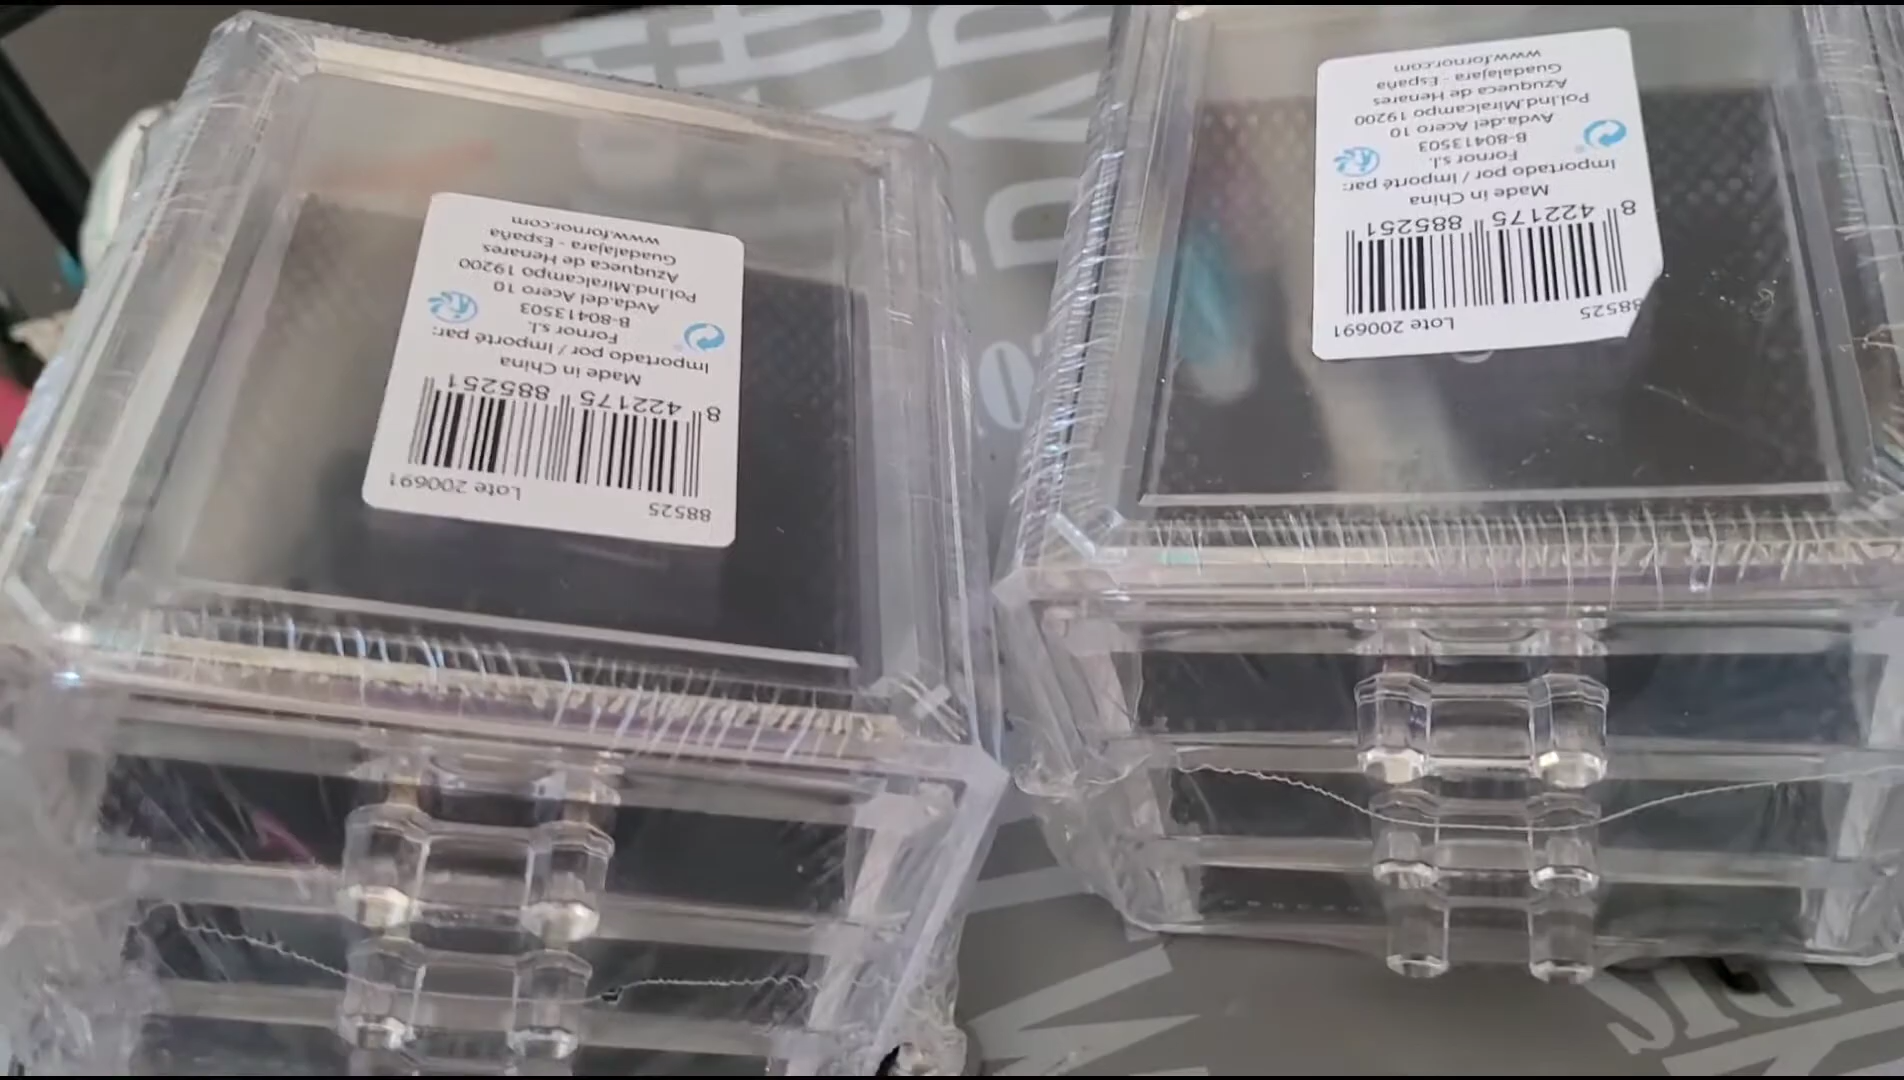 88525
Lote 200691
8 422175 885251
Made in China
Importado por / Importé par:
Fornor s.l.
B-80413503
Avda.del Acero 10
Pol.Ind.Miralcampo 19200
Azuqueca de Henares
Guadalajara - España
www.fornor.com
88525
Lote 200691
8 422175 885251
Made in China
Importado por / Importé par:
Fornor s.l.
B-80413503
Avda.del Acero 10
Pol.Ind.Miralcampo 19200
Azuqueca de Henares
Guadalajara - España
www.fornor.com